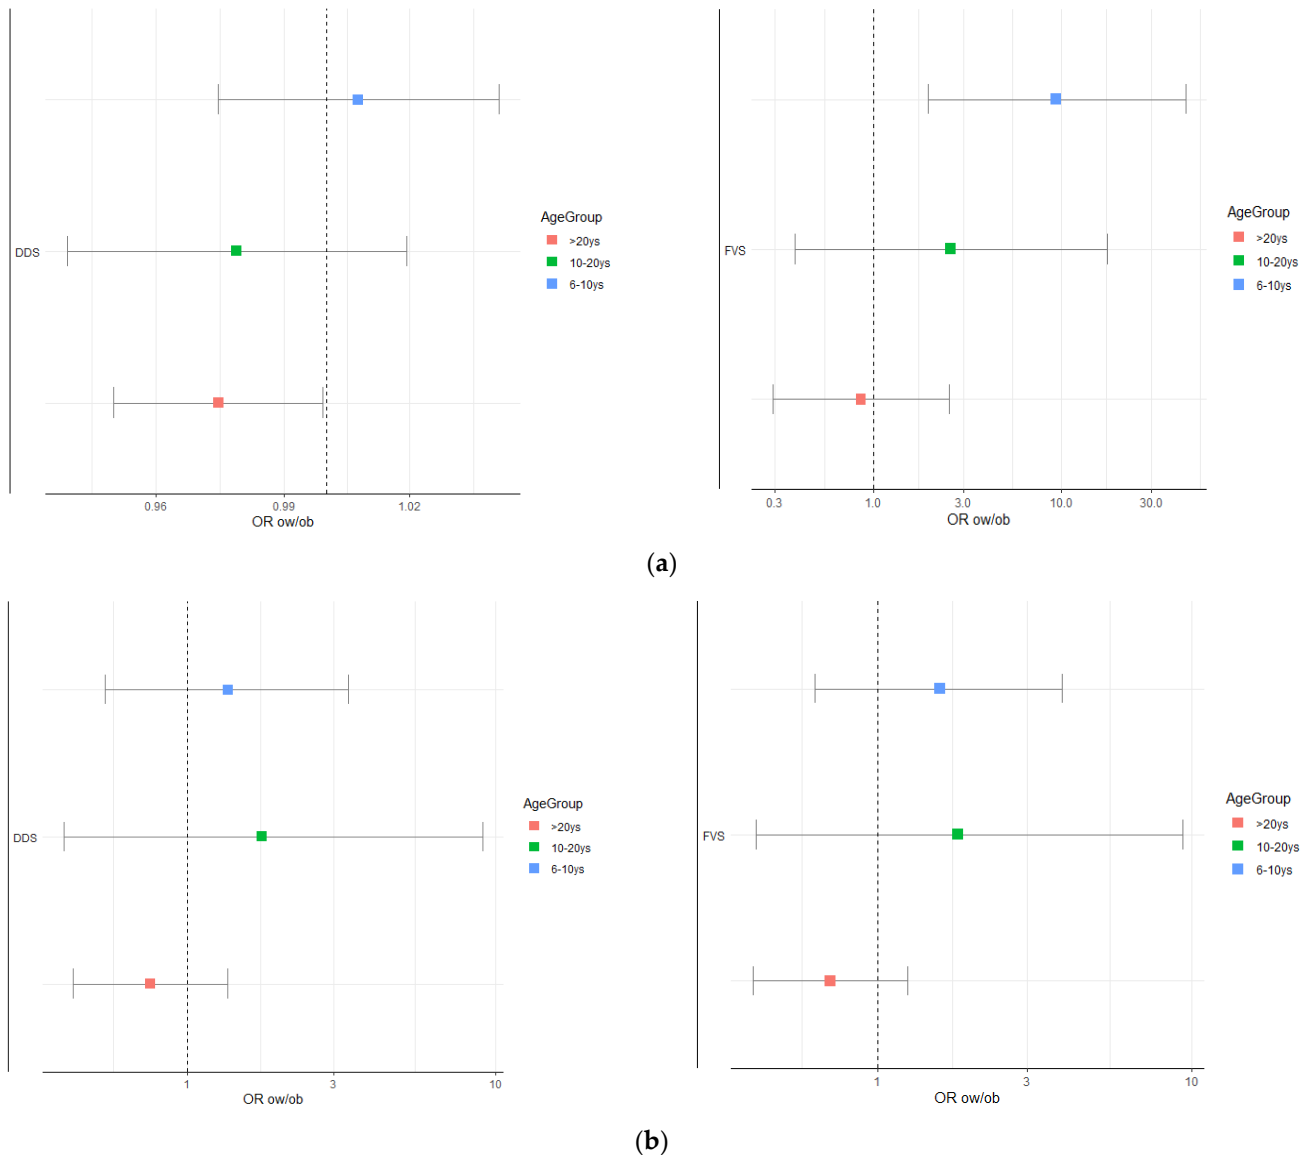 DDS
0.96 0.99 1.02
OR ow/ob
AgeGroup
>20ys
10-20ys
6-10ys
FVS
0.3 1.0 3.0 10.0 30.0
OR ow/ob
AgeGroup
>20ys
10-20ys
6-10ys
(a)
DDS
1 3 10
OR ow/ob
AgeGroup
>20ys
10-20ys
6-10ys
FVS
1 3 10
OR ow/ob
AgeGroup
>20ys
10-20ys
6-10ys
(b)